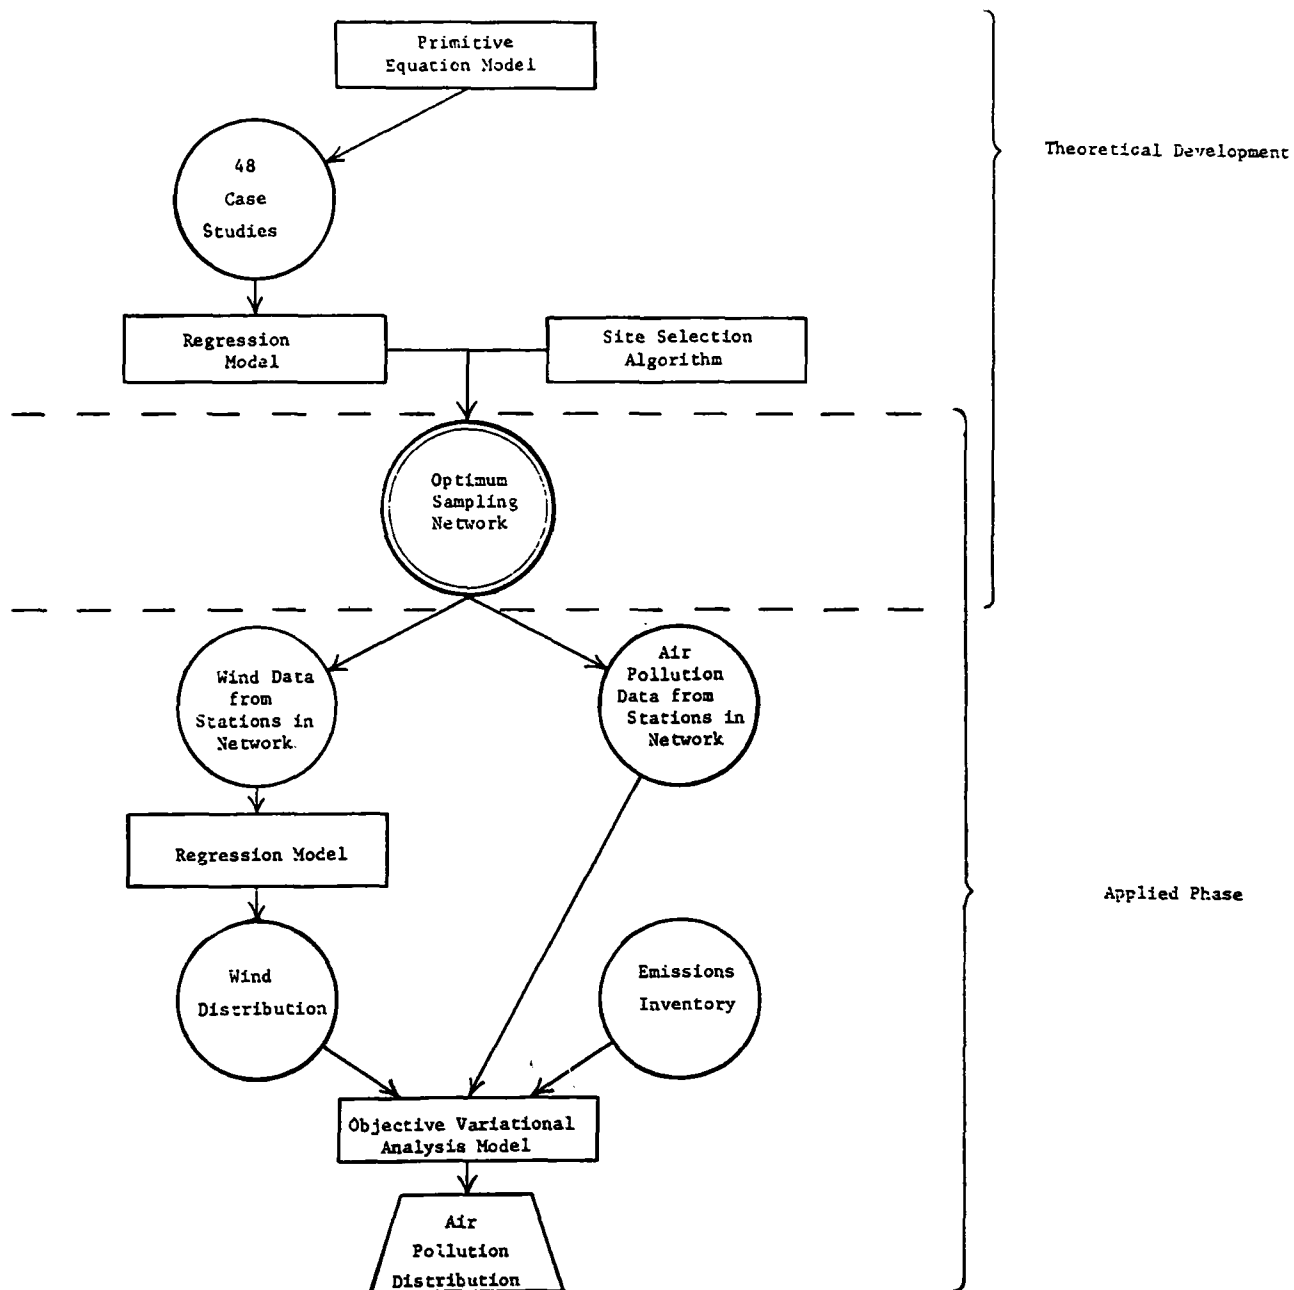 Primitive
Equation Model
Theoretical Development
48
Case
Studies
Regression
Model
Site Selection
Algorithm
Optimum
Sampling
Network
Wind Data
from
Stations in
Network
Air
Pollution
Data from
Stations in
Network
Regression Model
Applied Phase
Wind
Distribution
Emissions
Inventory
Objective Variational
Analysis Model
Air
Pollution
Distribution